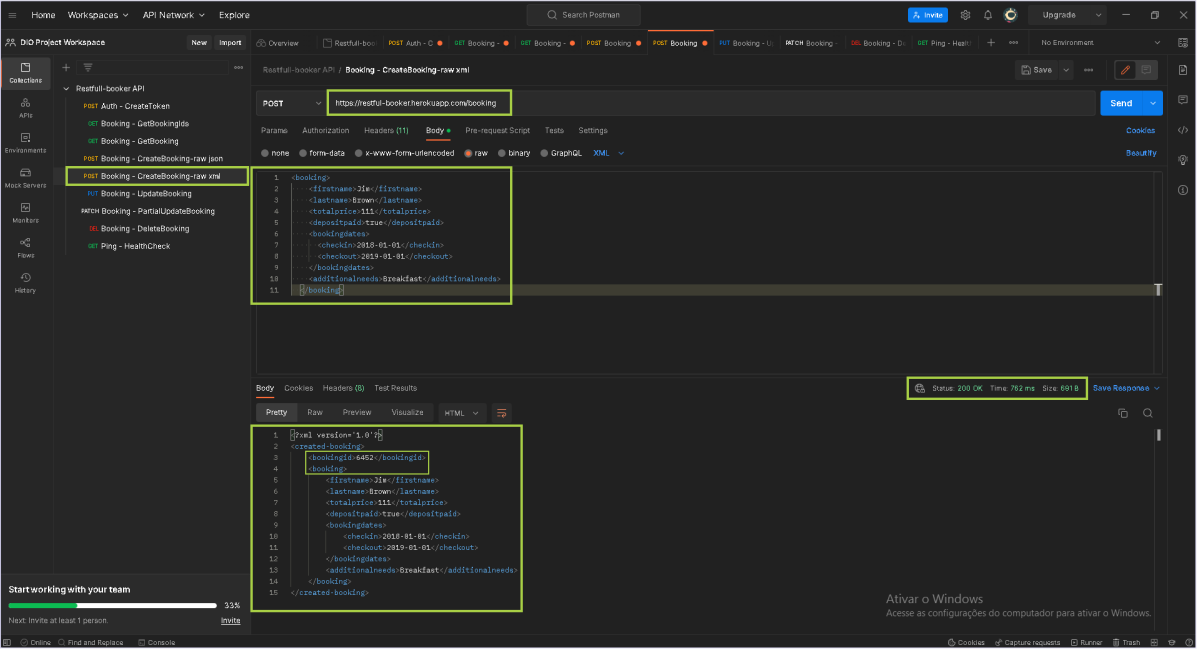 Home Workspaces API Network Explore Search Postman Invite Upgrade
DIO Project Workspace New Import Overview Restfull-boo POST Auth - C GET Booking - GET Booking - POST Booking POST Booking PUT Booking - U PATCH Booking - DEL Booking - D GET Ping - Healt No Environment
Collections
APIs
Environments
Mock Servers
Monitors
Flows
History
Restfull-booker API
POST Auth - CreateToken
GET Booking - GetBookingIds
GET Booking - GetBooking
POST Booking - CreateBooking-raw json
POST Booking - CreateBooking-raw xml
PUT Booking - UpdateBooking
PATCH Booking - PartialUpdateBooking
DEL Booking - DeleteBooking
GET Ping - HealthCheck
Restfull-booker API / Booking - CreateBooking-raw xml Save
POST https://restful-booker.herokuapp.com/booking Send
Params Authorization Headers (11) Body Pre-request Script Tests Settings Cookies
none form-data x-www-form-urlencoded raw binary GraphQL XML Beautify
1 <booking>
2 <firstname>Jim</firstname>
3 <lastname>Brown</lastname>
4 <totalprice>111</totalprice>
5 <depositpaid>true</depositpaid>
6 <bookingdates>
7 <checkin>2018-01-01</checkin>
8 <checkout>2019-01-01</checkout>
9 </bookingdates>
10 <additionalneeds>Breakfast</additionalneeds>
11 </booking>
Body Cookies Headers (8) Test Results Status: 200 OK Time: 762 ms Size: 691 B Save Response
Pretty Raw Preview Visualize HTML
1 <?xml version='1.0'?>
2 <created-booking>
3 <bookingid>6452</bookingid>
4 <booking>
5 <firstname>Jim</firstname>
6 <lastname>Brown</lastname>
7 <totalprice>111</totalprice>
8 <depositpaid>true</depositpaid>
9 <bookingdates>
10 <checkin>2018-01-01</checkin>
11 <checkout>2019-01-01</checkout>
12 </bookingdates>
13 <additionalneeds>Breakfast</additionalneeds>
14 </booking>
15 </created-booking>
Start working with your team
33%
Next: Invite at least 1 person. Invite
Ativar o Windows
Acesse as configurações do computador para ativar o Windows.
Online Find and Replace Console Cookies Capture requests Runner Trash